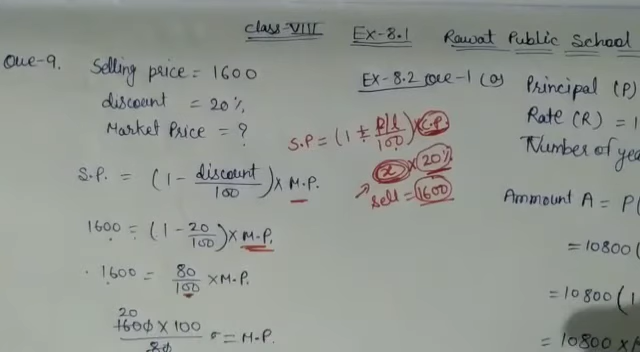 Class-VIII Ex-8.1 Rawat Public School
Que-9. Selling price = 1600
discount = 20%
Market Price = ?
S.P. = (1 - discount/100) × M.P.
1600 = (1 - 20/100) × M.P.
1600 = 80/100 × M.P.
20
1600 × 100/80 = M.P.
S.P = (1 ± P/l/100) × C.P.
x × 20%
sell = 1600
Ex-8.2 Que-1 (a)
Principal (P)
Rate (R) = 1
Number of yea
Ammount A = P(
= 10800(
= 10800(1
= 10800 ×